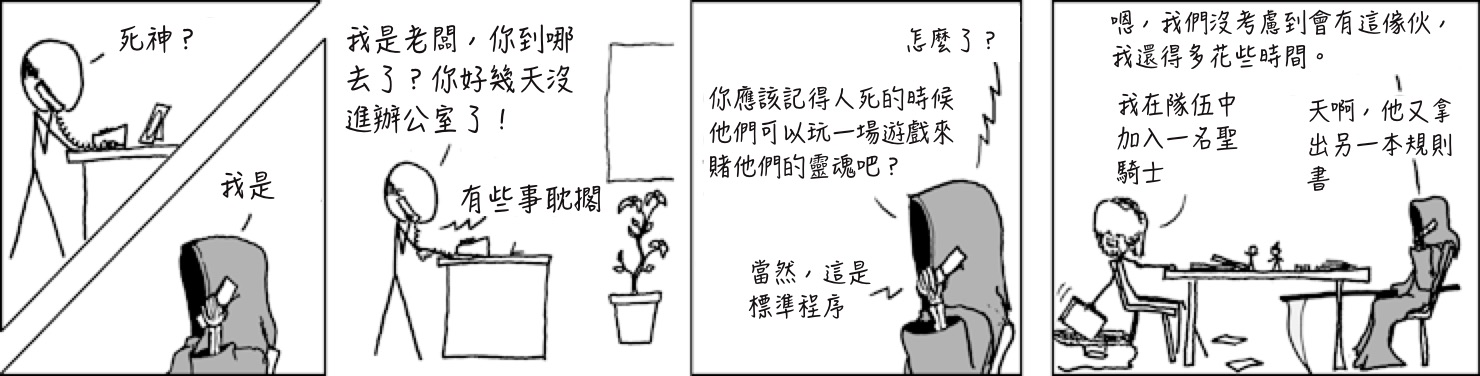 死神？
我是
我是老闆，你到哪
去了？你好幾天沒
進辦公室了！
有些事耽擱
你應該記得人死的時候
他們可以玩一場遊戲來
賭他們的靈魂吧？
當然，這是
標準程序
怎麼了？
嗯，我們沒考慮到會有這傢伙，
我還得多花些時間。
我在隊伍中
加入一名聖
騎士
天啊，他又拿
出另一本規則
書